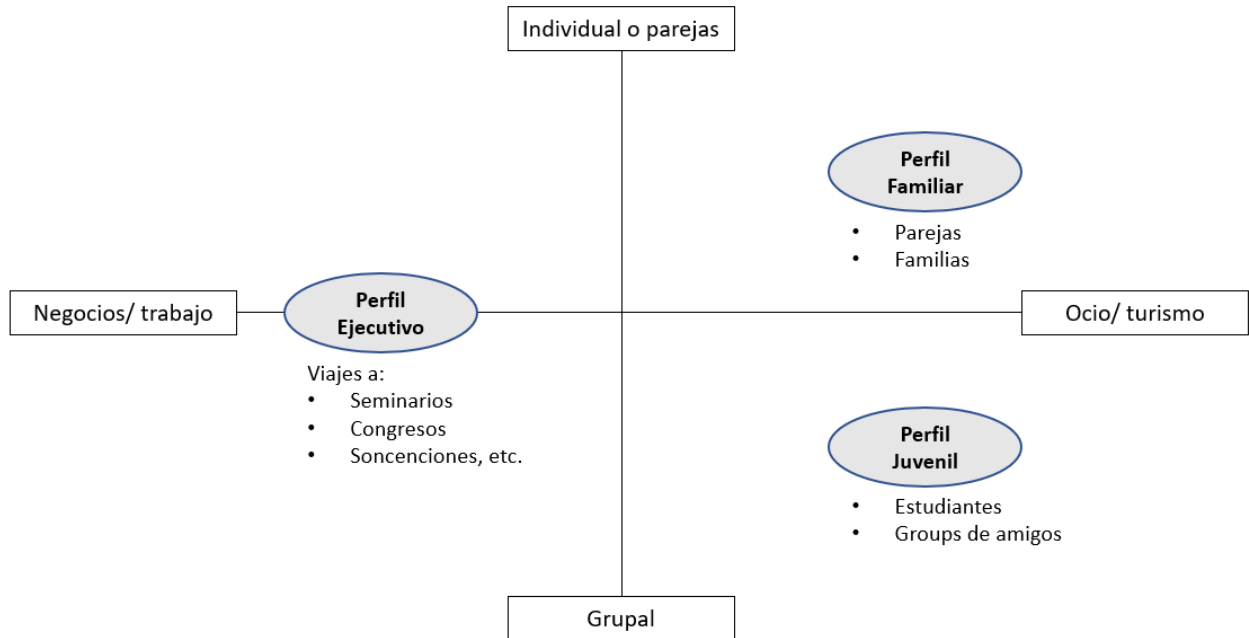 Individual o parejas
Perfil
Familiar
• Parejas
• Familias
Negocios/ trabajo
Perfil
Ejecutivo
Ocio/ turismo
Viajes a:
• Seminarios
• Congresos
• Soncenciones, etc.
Perfil
Juvenil
• Estudiantes
• Groups de amigos
Grupal